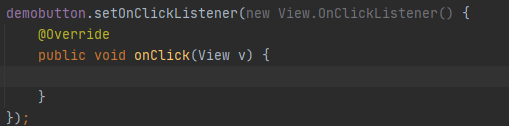 demobutton.setOnClickListener(new View.OnClickListener() {
    @Override
    public void onClick(View v) {
    }
});